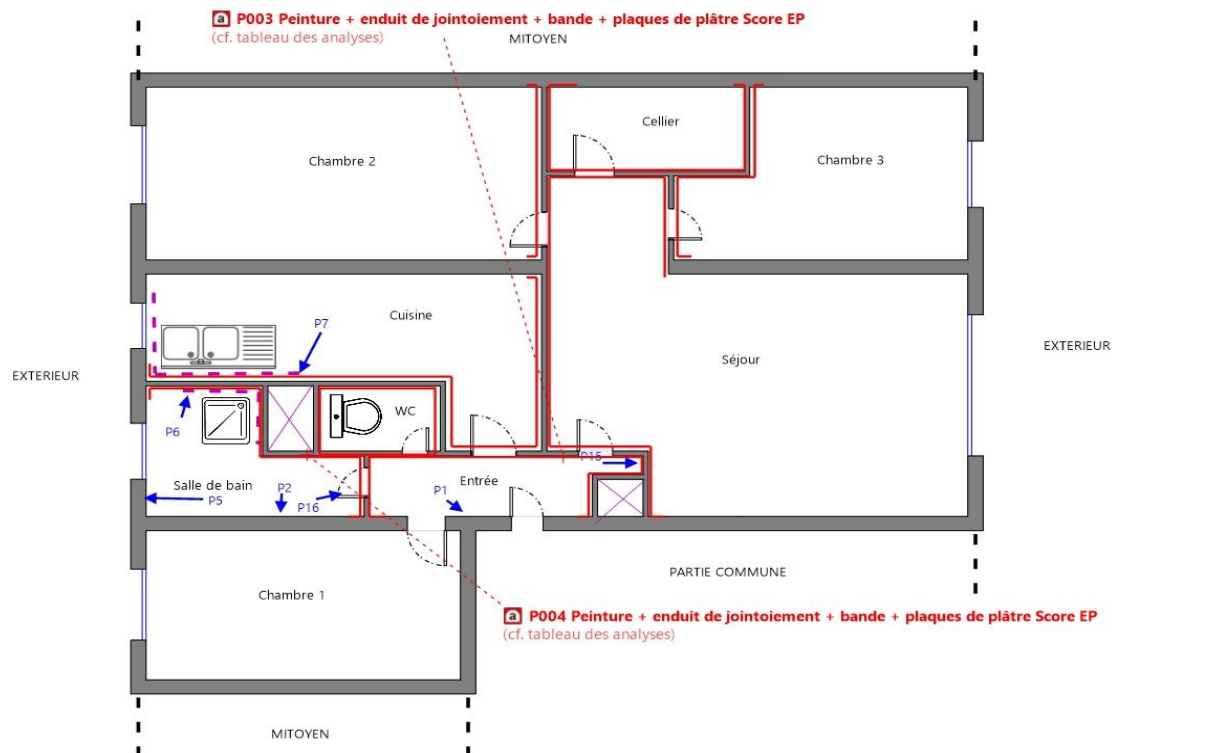 a P003 Peinture + enduit de jointoiement + bande + plaques de plâtre Score EP
(cf. tableau des analyses)
MITOYEN
Cellier
Chambre 2
Chambre 3
Cuisine
P7
Séjour
EXTERIEUR
EXTERIEUR
WC
P6
P15
Salle de bain
P2
Entrée
P5
P16
P1
PARTIE COMMUNE
Chambre 1
a P004 Peinture + enduit de jointoiement + bande + plaques de plâtre Score EP
(cf. tableau des analyses)
MITOYEN